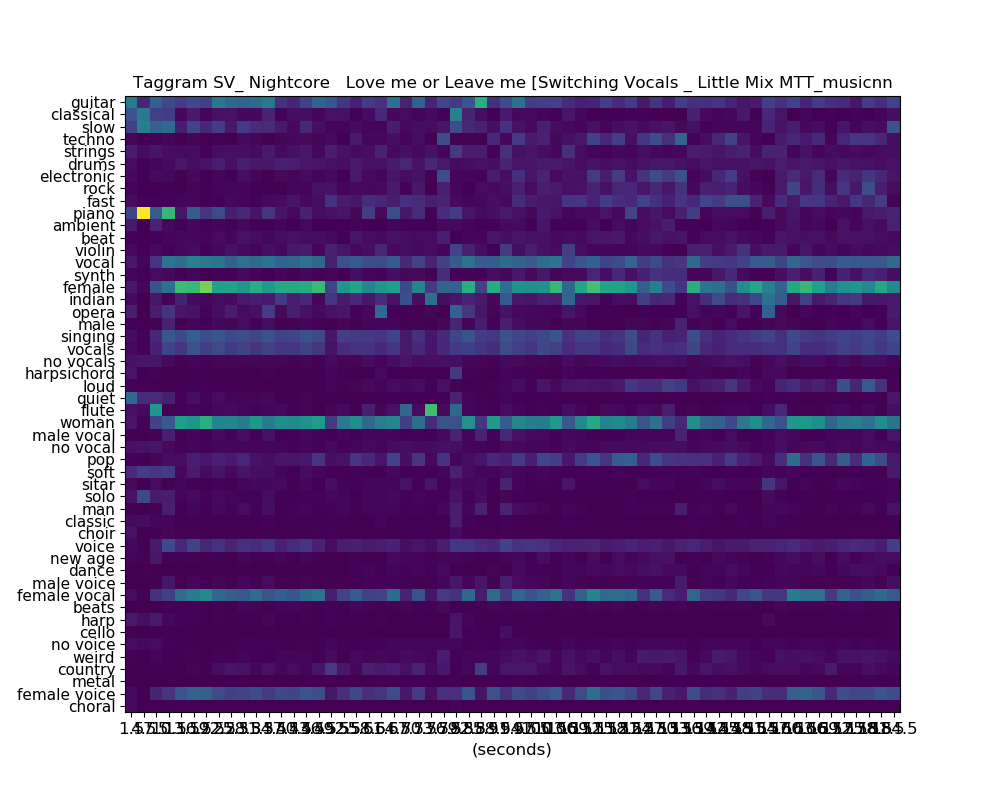 Taggram SV_ Nightcore   Love me or Leave me [Switching Vocals _ Little Mix MTT_musicnn
guitar
classical
slow
techno
strings
drums
electronic
rock
fast
piano
ambient
beat
violin
vocal
synth
female
indian
opera
male
singing
vocals
no vocals
harpsichord
loud
quiet
flute
woman
male vocal
no vocal
pop
soft
sitar
solo
man
classic
choir
voice
new age
dance
male voice
female vocal
beats
harp
cello
no voice
weird
country
metal
female voice
choral
(seconds)